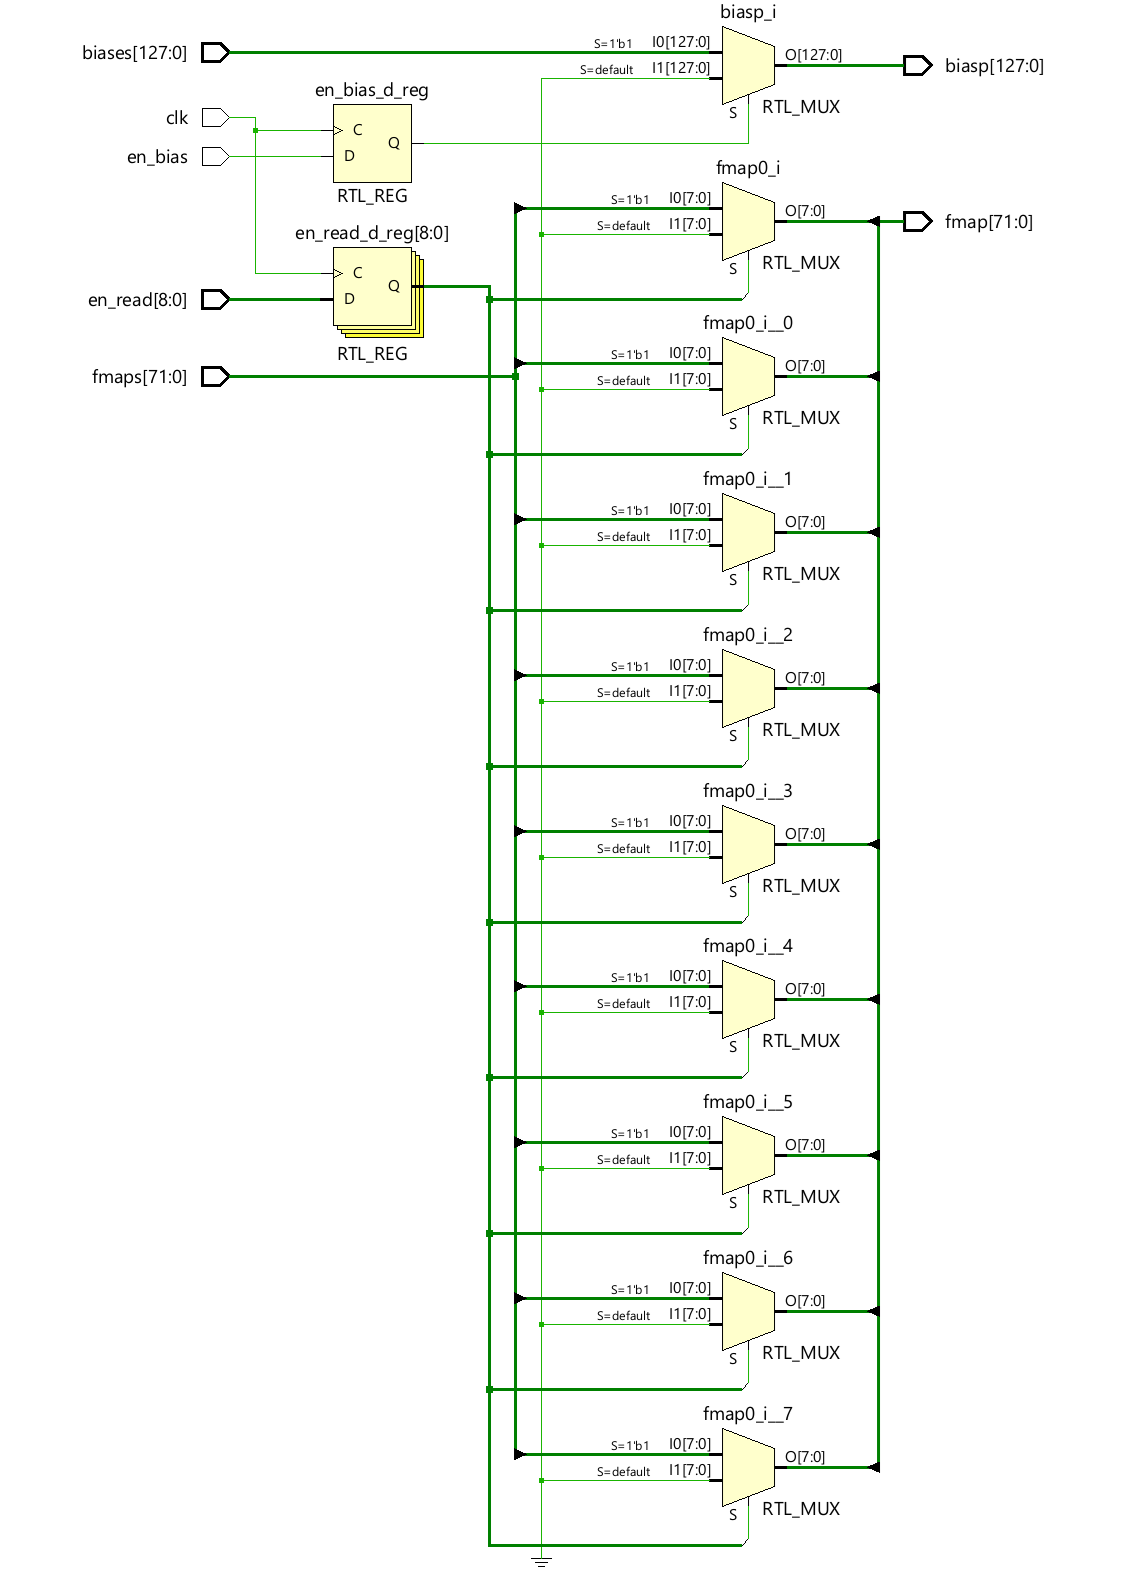 biasp_i
biases[127:0]
S=1'b1
I0[127:0]
S=default
I1[127:0]
O[127:0]
biasp[127:0]
S
RTL_MUX
en_bias_d_reg
clk
C
en_bias
D
Q
RTL_REG
en_read_d_reg[8:0]
C
en_read[8:0]
D
Q
RTL_REG
fmaps[71:0]
fmap0_i
S=1'b1
I0[7:0]
S=default
I1[7:0]
O[7:0]
fmap[71:0]
S
RTL_MUX
fmap0_i__0
S=1'b1
I0[7:0]
S=default
I1[7:0]
O[7:0]
S
RTL_MUX
fmap0_i__1
S=1'b1
I0[7:0]
S=default
I1[7:0]
O[7:0]
S
RTL_MUX
fmap0_i__2
S=1'b1
I0[7:0]
S=default
I1[7:0]
O[7:0]
S
RTL_MUX
fmap0_i__3
S=1'b1
I0[7:0]
S=default
I1[7:0]
O[7:0]
S
RTL_MUX
fmap0_i__4
S=1'b1
I0[7:0]
S=default
I1[7:0]
O[7:0]
S
RTL_MUX
fmap0_i__5
S=1'b1
I0[7:0]
S=default
I1[7:0]
O[7:0]
S
RTL_MUX
fmap0_i__6
S=1'b1
I0[7:0]
S=default
I1[7:0]
O[7:0]
S
RTL_MUX
fmap0_i__7
S=1'b1
I0[7:0]
S=default
I1[7:0]
O[7:0]
S
RTL_MUX